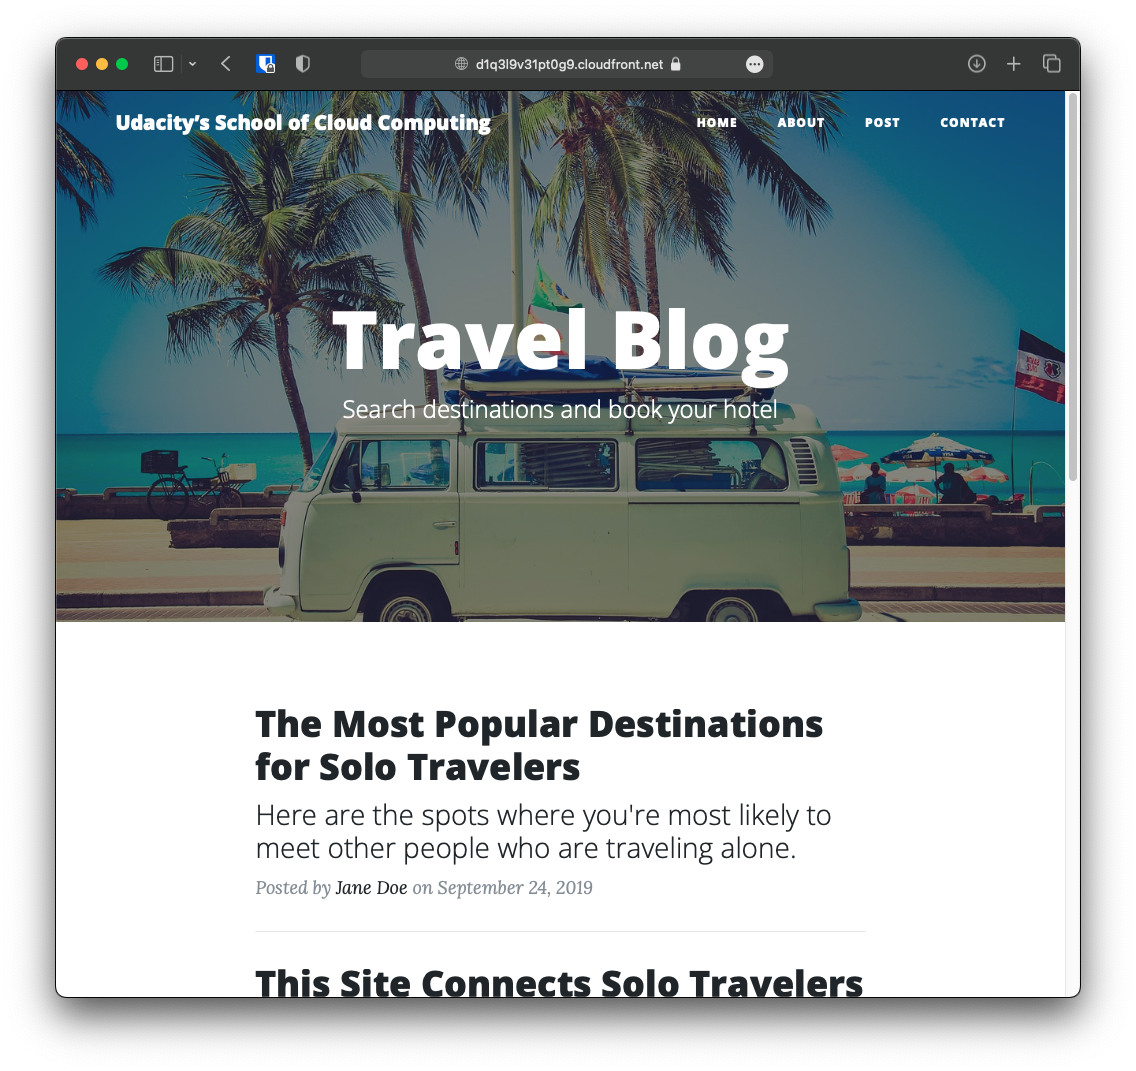 d1q3l9v31pt0g9.cloudfront.net
Udacity's School of Cloud Computing
HOME ABOUT POST CONTACT
Travel Blog
Search destinations and book your hotel
The Most Popular Destinations
for Solo Travelers
Here are the spots where you're most likely to
meet other people who are traveling alone.
Posted by Jane Doe on September 24, 2019
This Site Connects Solo Travelers